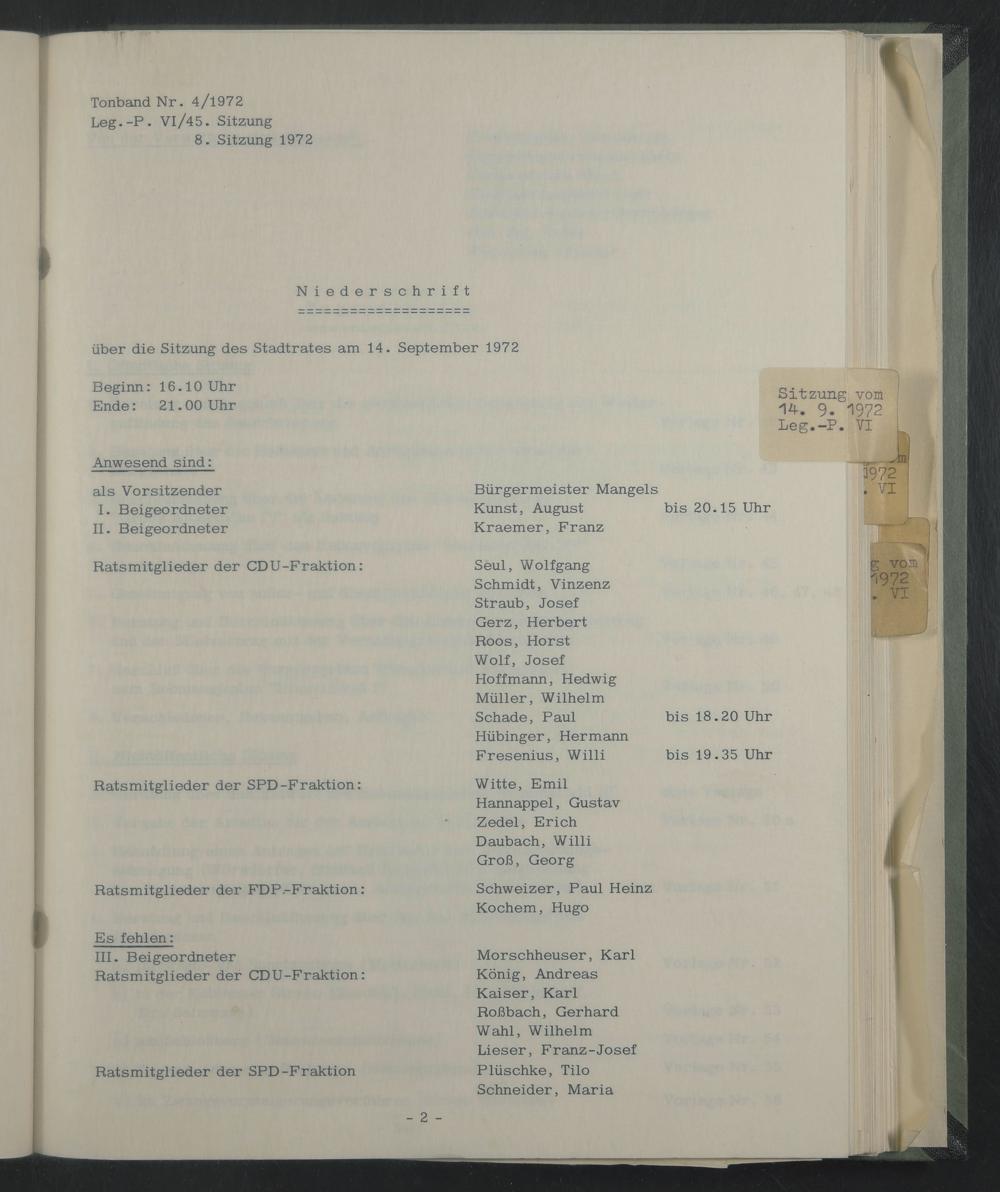 Tonband Nr. 4/1972
Leg.-P. VI/45. Sitzung
8. Sitzung 1972
Niederschrift
====================
über die Sitzung des Stadtrates am 14. September 1972
Beginn: 16.10 Uhr
Ende: 21.00 Uhr
Sitzung vom
14. 9. 1972
Leg.-P. VI
m
1972
. VI
g vom
1972
. VI
Anwesend sind:
als Vorsitzender Bürgermeister Mangels
I. Beigeordneter Kunst, August bis 20.15 Uhr
II. Beigeordneter Kraemer, Franz
Ratsmitglieder der CDU-Fraktion: Seul, Wolfgang
Schmidt, Vinzenz
Straub, Josef
Gerz, Herbert
Roos, Horst
Wolf, Josef
Hoffmann, Hedwig
Müller, Wilhelm
Schade, Paul bis 18.20 Uhr
Hübinger, Hermann
Fresenius, Willi bis 19.35 Uhr
Ratsmitglieder der SPD-Fraktion: Witte, Emil
Hannappel, Gustav
Zedel, Erich
Daubach, Willi
Groß, Georg
Ratsmitglieder der FDP-Fraktion: Schweizer, Paul Heinz
Kochem, Hugo
Es fehlen:
III. Beigeordneter Morschheuser, Karl
Ratsmitglieder der CDU-Fraktion: König, Andreas
Kaiser, Karl
Roßbach, Gerhard
Wahl, Wilhelm
Lieser, Franz-Josef
Ratsmitglieder der SPD-Fraktion Plüschke, Tilo
Schneider, Maria
- 2 -